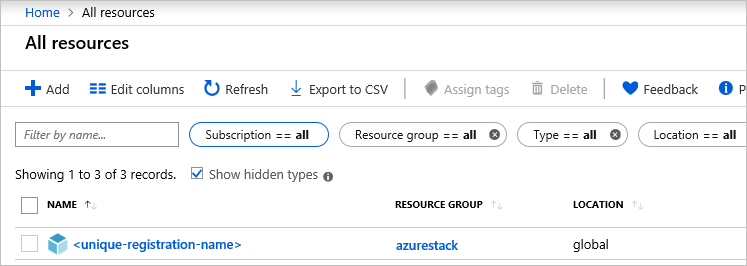 Home > All resources
All resources
Add Edit columns Refresh Export to CSV Assign tags Delete Feedback P
Filter by name... Subscription == all Resource group == all Type == all Location == all
Showing 1 to 3 of 3 records. Show hidden types
NAME RESOURCE GROUP LOCATION
<unique-registration-name> azurestack global